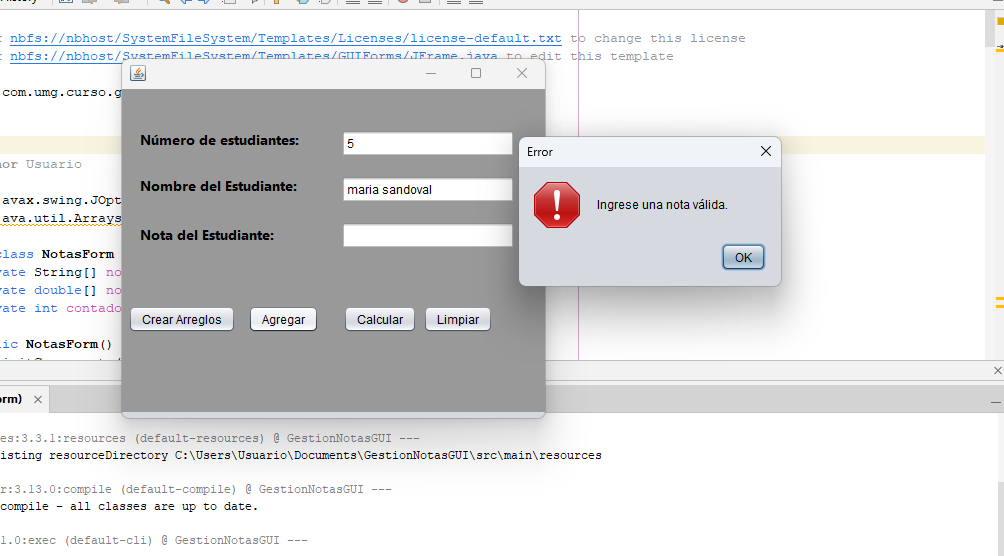 nbfs://nbhost/SystemFileSystem/Templates/Licenses/license-default.txt to change this license
nbfs://nbhost/SystemFileSystem/Templates/GUIForms/JFrame.java to edit this template
com.umg.curso.g
or Usuario
avax.swing.JOpt
ava.util.Arrays
class NotasForm
vate String[] no
vate double[] no
vate int contado
lic NotasForm()
Número de estudiantes:
5
Nombre del Estudiante:
maria sandoval
Nota del Estudiante:
Crear Arreglos
Agregar
Calcular
Limpiar
Error
Ingrese una nota válida.
OK
orm)
es:3.3.1:resources (default-resources) @ GestionNotasGUI ---
isting resourceDirectory C:\Users\Usuario\Documents\GestionNotasGUI\src\main\resources
r:3.13.0:compile (default-compile) @ GestionNotasGUI ---
compile - all classes are up to date.
1.0:exec (default-cli) @ GestionNotasGUI ---